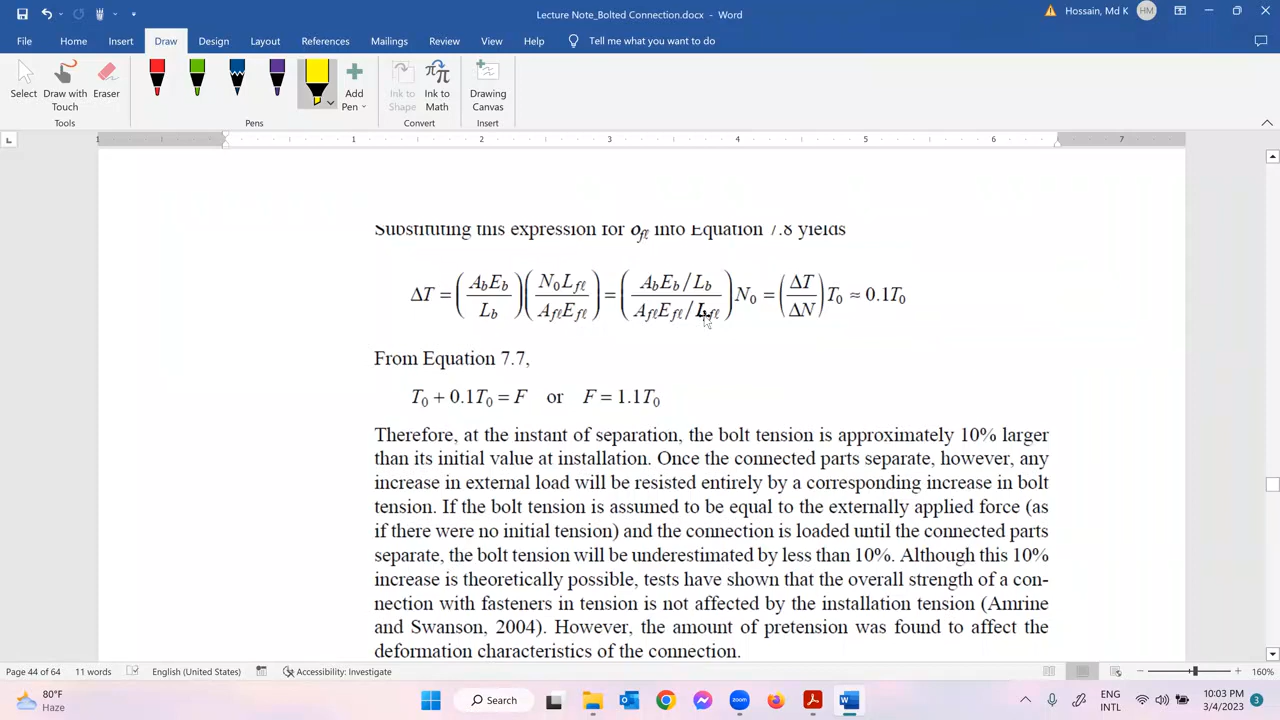 Lecture Note_Bolted Connection.docx - Word
Hossain, Md K HM
File Home Insert Draw Design Layout References Mailings Review View Help Tell me what you want to do
Select Draw with Touch Eraser Add Pen Ink to Shape Ink to Math Drawing Canvas
Tools Pens Convert Insert
1 1 2 3 4 5 6 7
Substituting this expression for δ_fℓ into Equation 7.8 yields
ΔT = (A_b E_b / L_b) (N_0 L_fℓ / A_fℓ E_fℓ) = (A_b E_b/L_b / A_fℓ E_fℓ/L_fℓ) N_0 = (ΔT / ΔN) T_0 ≈ 0.1T_0
From Equation 7.7,
T_0 + 0.1T_0 = F or F = 1.1T_0
Therefore, at the instant of separation, the bolt tension is approximately 10% larger
than its initial value at installation. Once the connected parts separate, however, any
increase in external load will be resisted entirely by a corresponding increase in bolt
tension. If the bolt tension is assumed to be equal to the externally applied force (as
if there were no initial tension) and the connection is loaded until the connected parts
separate, the bolt tension will be underestimated by less than 10%. Although this 10%
increase is theoretically possible, tests have shown that the overall strength of a con-
nection with fasteners in tension is not affected by the installation tension (Amrine
and Swanson, 2004). However, the amount of pretension was found to affect the
deformation characteristics of the connection.
Page 44 of 64 11 words English (United States) Accessibility: Investigate 160%
80°F
Haze
Search
zoom
ENG
INTL
10:03 PM
3/4/2023
3